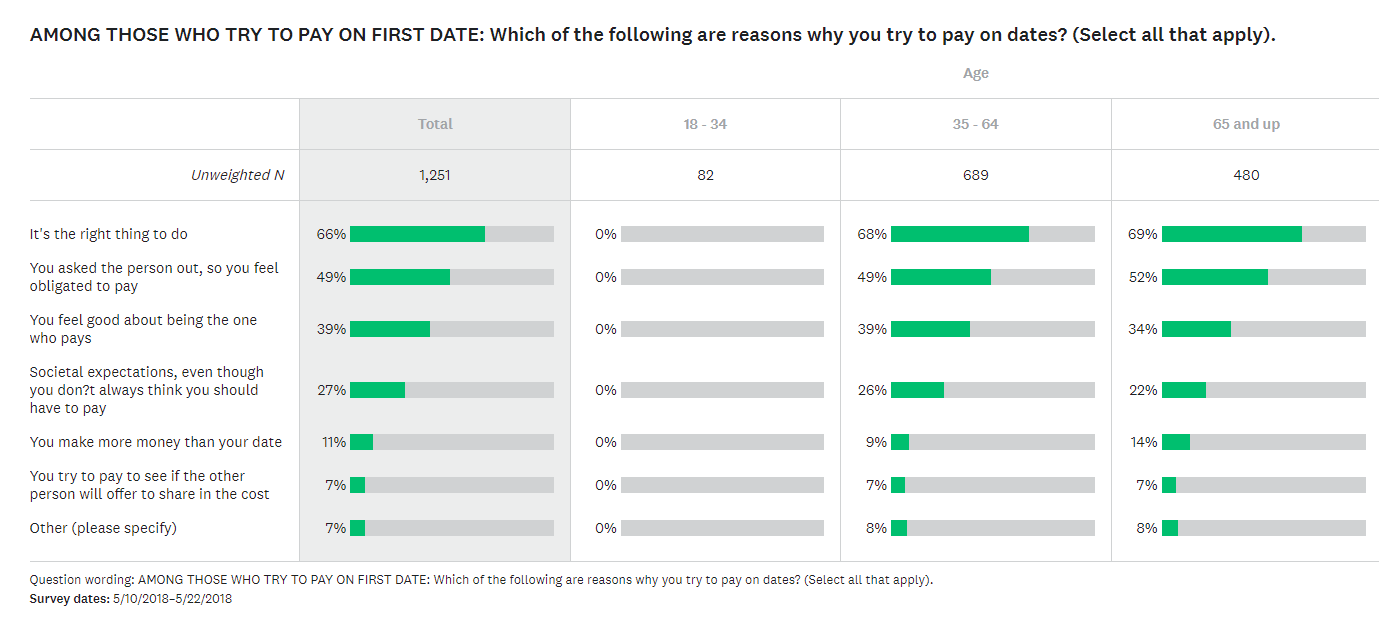 AMONG THOSE WHO TRY TO PAY ON FIRST DATE: Which of the following are reasons why you try to pay on dates? (Select all that apply).
Age
Total 18 - 34 35 - 64 65 and up
Unweighted N 1,251 82 689 480
It's the right thing to do 66% 0% 68% 69%
You asked the person out, so you feel
obligated to pay 49% 0% 49% 52%
You feel good about being the one
who pays 39% 0% 39% 34%
Societal expectations, even though
you don?t always think you should 27% 0% 26% 22%
have to pay
You make more money than your date 11% 0% 9% 14%
You try to pay to see if the other
person will offer to share in the cost 7% 0% 7% 7%
Other (please specify) 7% 0% 8% 8%
Question wording: AMONG THOSE WHO TRY TO PAY ON FIRST DATE: Which of the following are reasons why you try to pay on dates? (Select all that apply).
Survey dates: 5/10/2018–5/22/2018